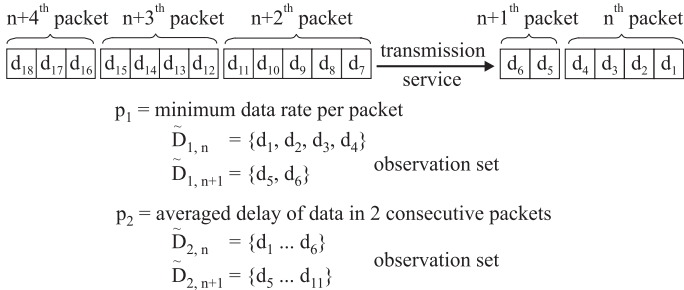 n+4th packet n+3th packet n+2th packet n+1th packet nth packet
d18 d17 d16 d15 d14 d13 d12 d11 d10 d9 d8 d7 transmission service d6 d5 d4 d3 d2 d1
p1 = minimum data rate per packet
D̃1, n = {d1, d2, d3, d4}
observation set
D̃1, n+1 = {d5, d6}
p2 = averaged delay of data in 2 consecutive packets
D̃2, n = {d1 ... d6}
observation set
D̃2, n+1 = {d5 ... d11}